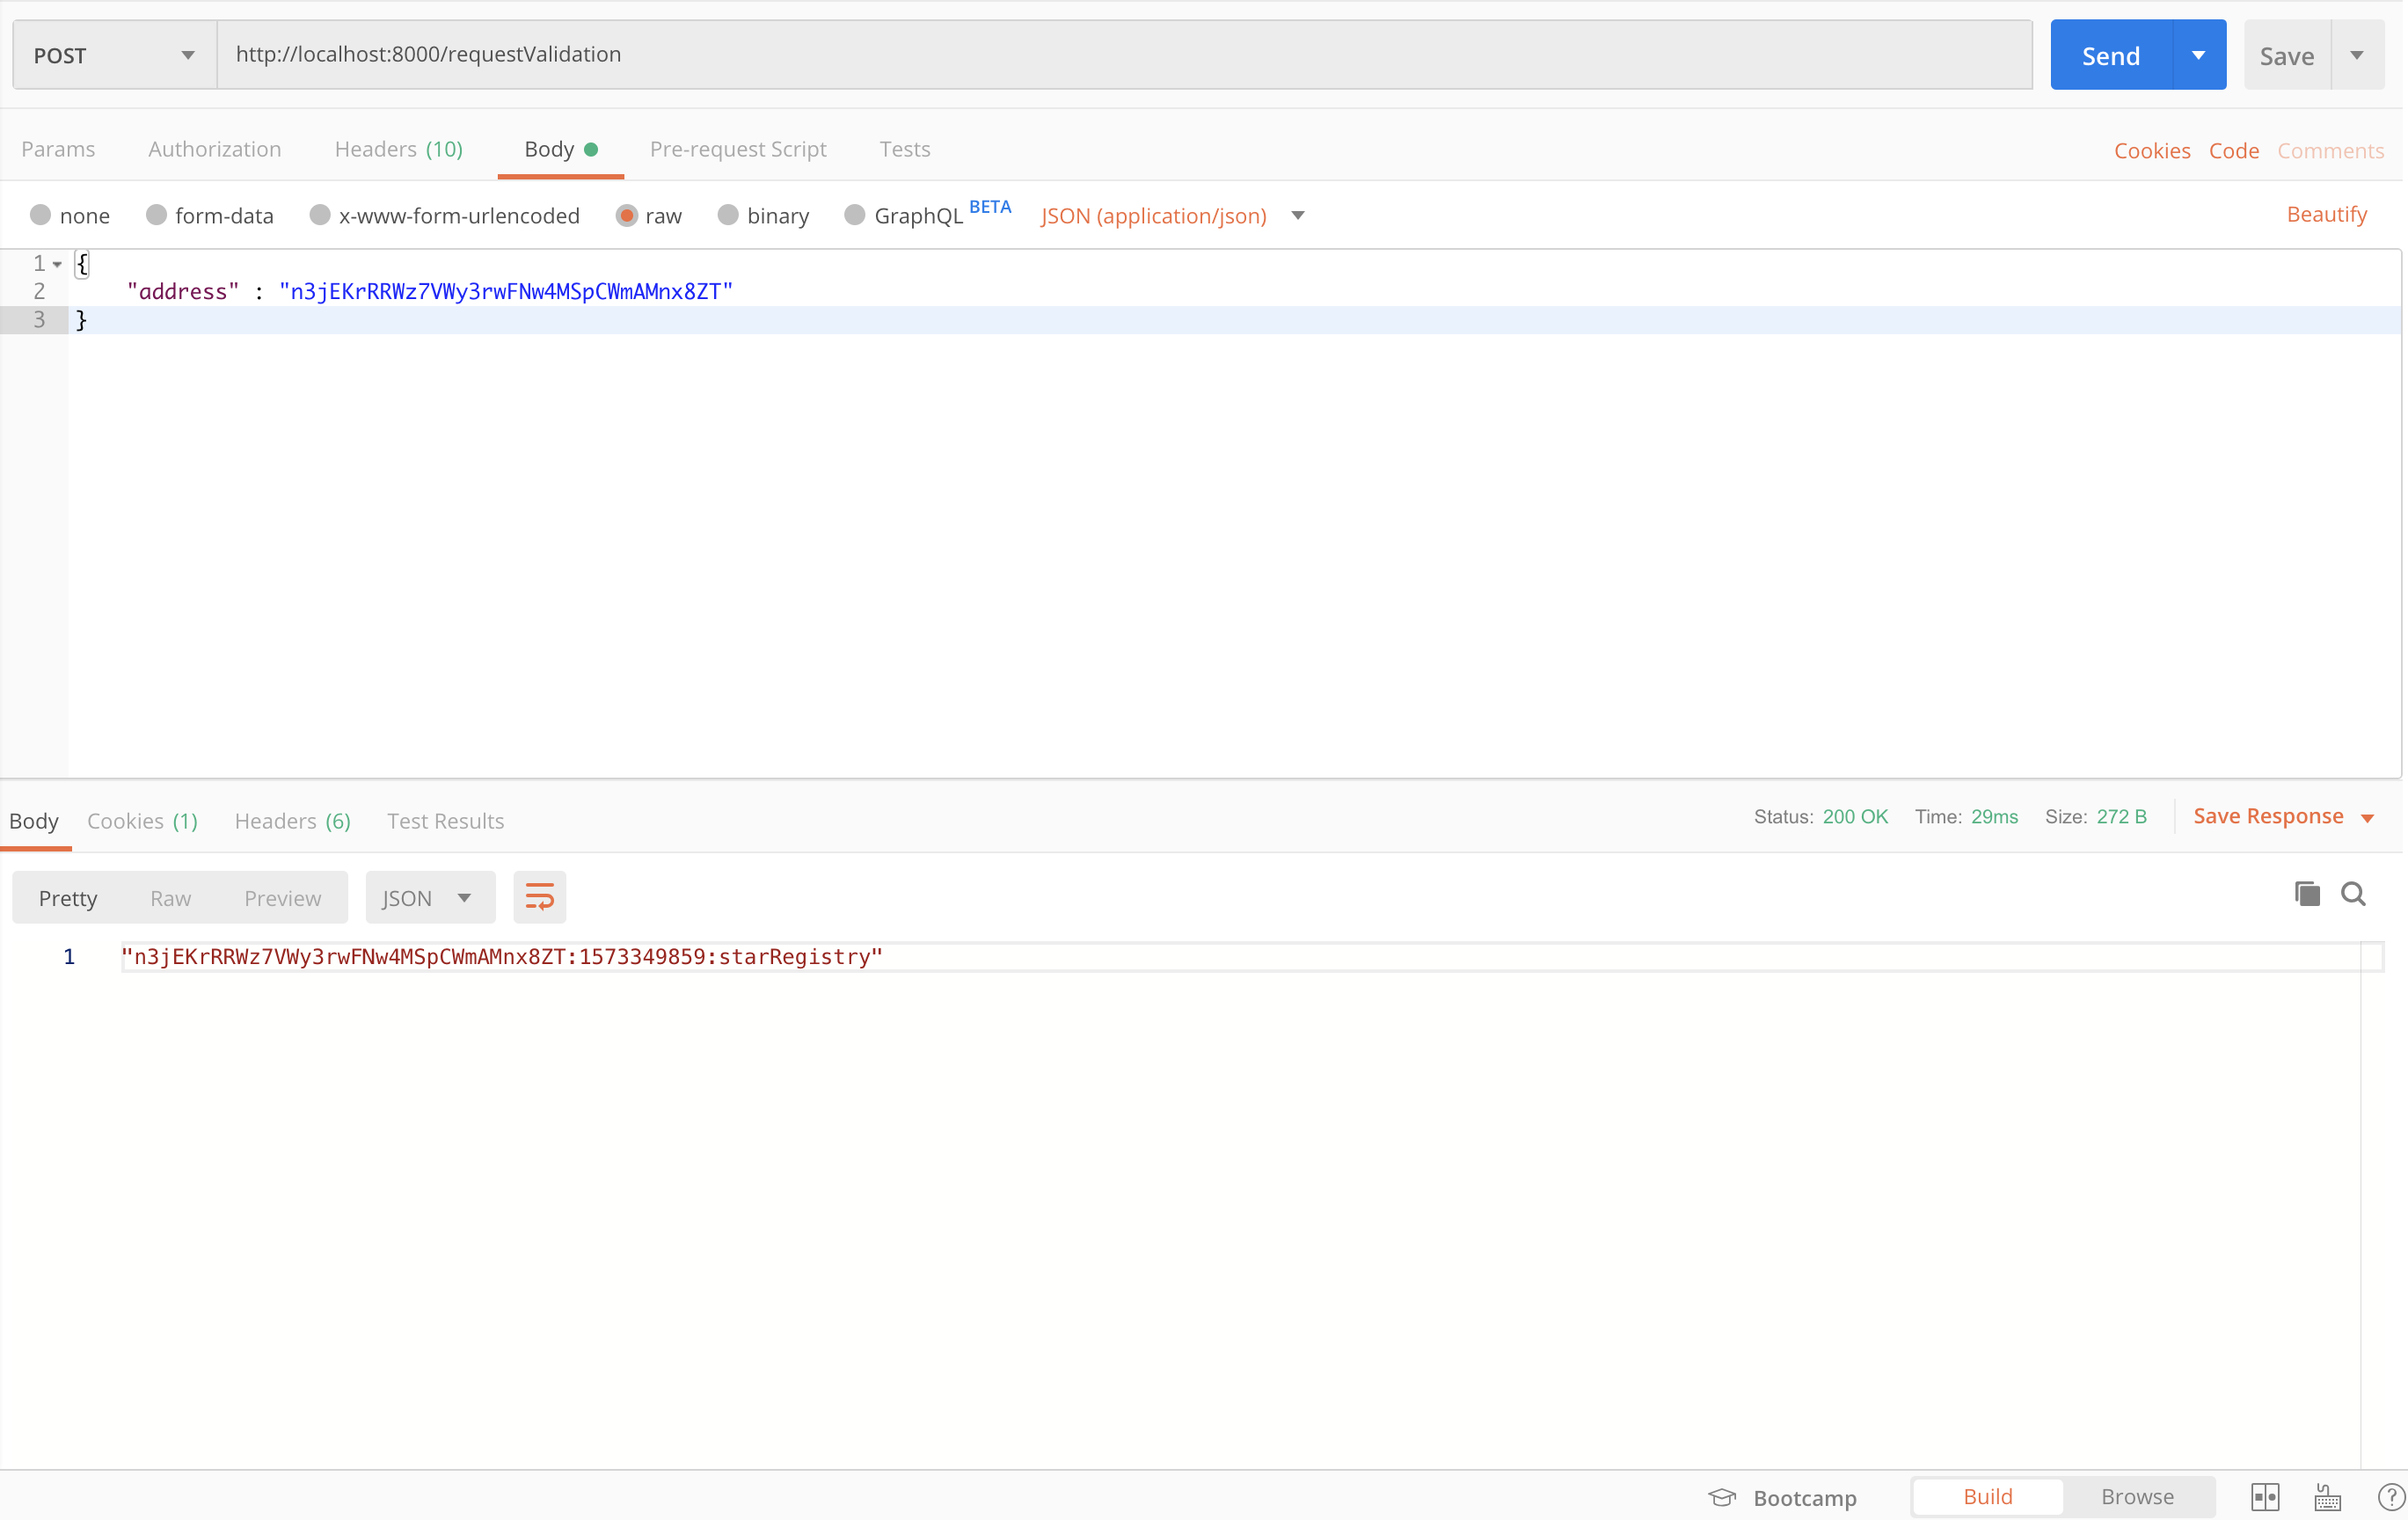 POST http://localhost:8000/requestValidation Send Save
Params Authorization Headers (10) Body Pre-request Script Tests Cookies Code Comments
none form-data x-www-form-urlencoded raw binary GraphQL BETA JSON (application/json) Beautify
1 {
2 "address" : "n3jEKrRRWz7VWy3rwFNw4MSpCWmAMnx8ZT"
3 }
Body Cookies (1) Headers (6) Test Results Status: 200 OK Time: 29ms Size: 272 B Save Response
Pretty Raw Preview JSON
1 "n3jEKrRRWz7VWy3rwFNw4MSpCWmAMnx8ZT:1573349859:starRegistry"
Bootcamp Build Browse ?